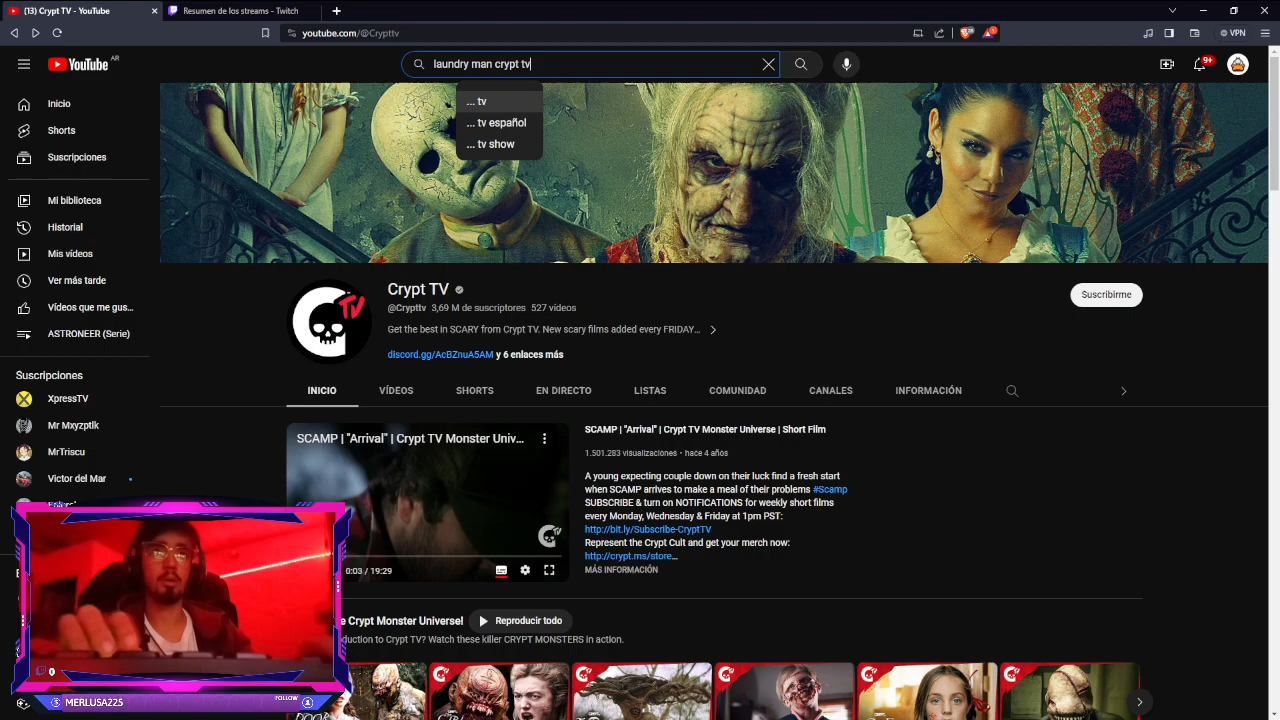 (13) Crypt TV - YouTube
Resumen de los streams - Twitch
youtube.com/@Crypttv
VPN
YouTube AR
laundry man crypt tv
9+
... tv
... tv español
... tv show
Inicio
Shorts
Suscripciones
Mi biblioteca
Historial
Mis vídeos
Ver más tarde
Vídeos que me gus...
ASTRONEER (Serie)
Suscripciones
XpressTV
Mr Mxyzptlk
MrTriscu
Victor del Mar
TV
Crypt TV
@Crypttv 3,69 M de suscriptores 527 vídeos
Get the best in SCARY from Crypt TV. New scary films added every FRIDAY...
discord.gg/AcBZnuA5AM y 6 enlaces más
Suscribirme
INICIO VÍDEOS SHORTS EN DIRECTO LISTAS COMUNIDAD CANALES INFORMACIÓN
SCAMP | "Arrival" | Crypt TV Monster Univ...
0:03 / 19:29
SCAMP | "Arrival" | Crypt TV Monster Universe | Short Film
1.501.283 visualizaciones • hace 4 años
A young expecting couple down on their luck find a fresh start
when SCAMP arrives to make a meal of their problems #Scamp
SUBSCRIBE & turn on NOTIFICATIONS for weekly short films
every Monday, Wednesday & Friday at 1pm PST:
http://bit.ly/Subscribe-CryptTV
Represent the Crypt Cult and get your merch now:
http://crypt.ms/store...
MÁS INFORMACIÓN
e Crypt Monster Universe! Reproducir todo
oduction to Crypt TV? Watch these killer CRYPT MONSTERS in action.
0
MERLUSA225
FOLLOW